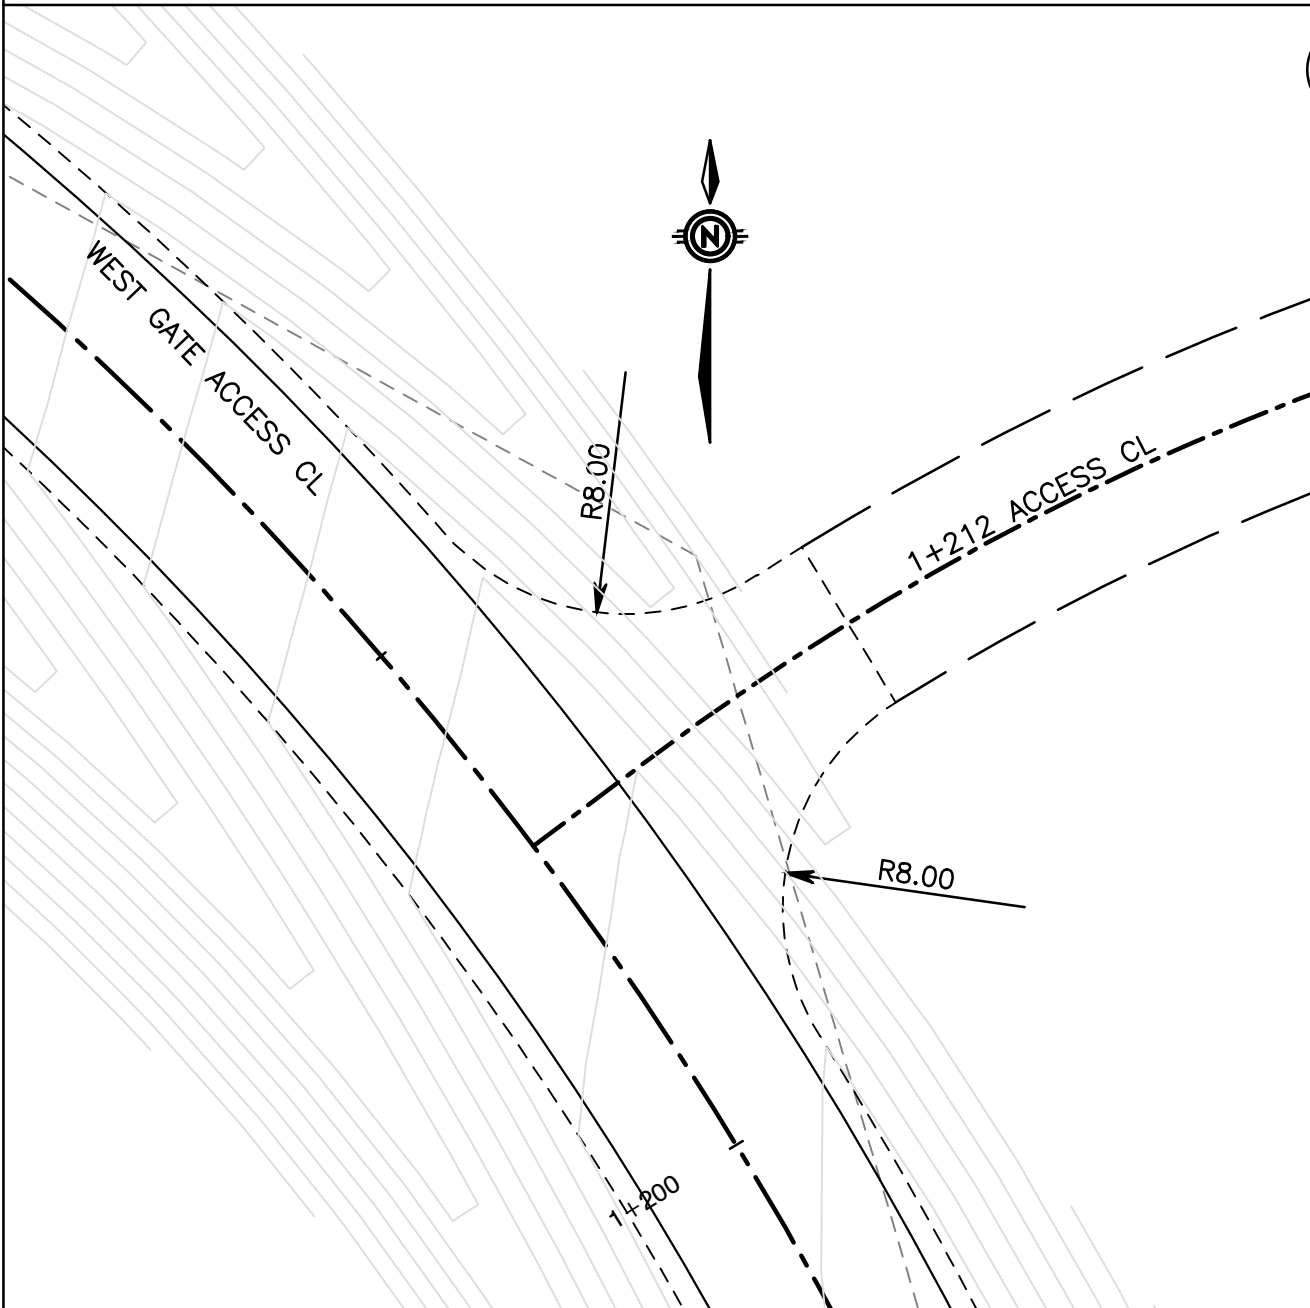 N
WEST GATE ACCESS CL
R8.00
1+212 ACCESS CL
R8.00
1+200